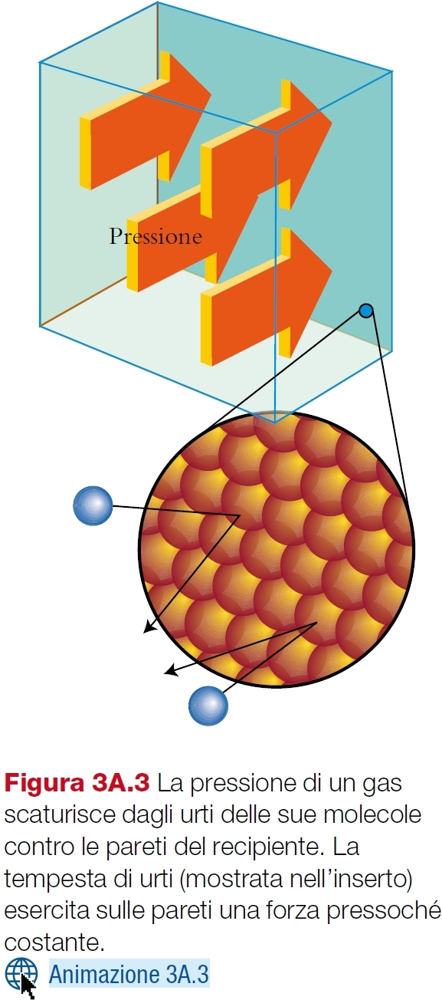 Pressione
Figura 3A.3 La pressione di un gas
scaturisce dagli urti delle sue molecole
contro le pareti del recipiente. La
tempesta di urti (mostrata nell’inserto)
esercita sulle pareti una forza pressoché
costante.
Animazione 3A.3